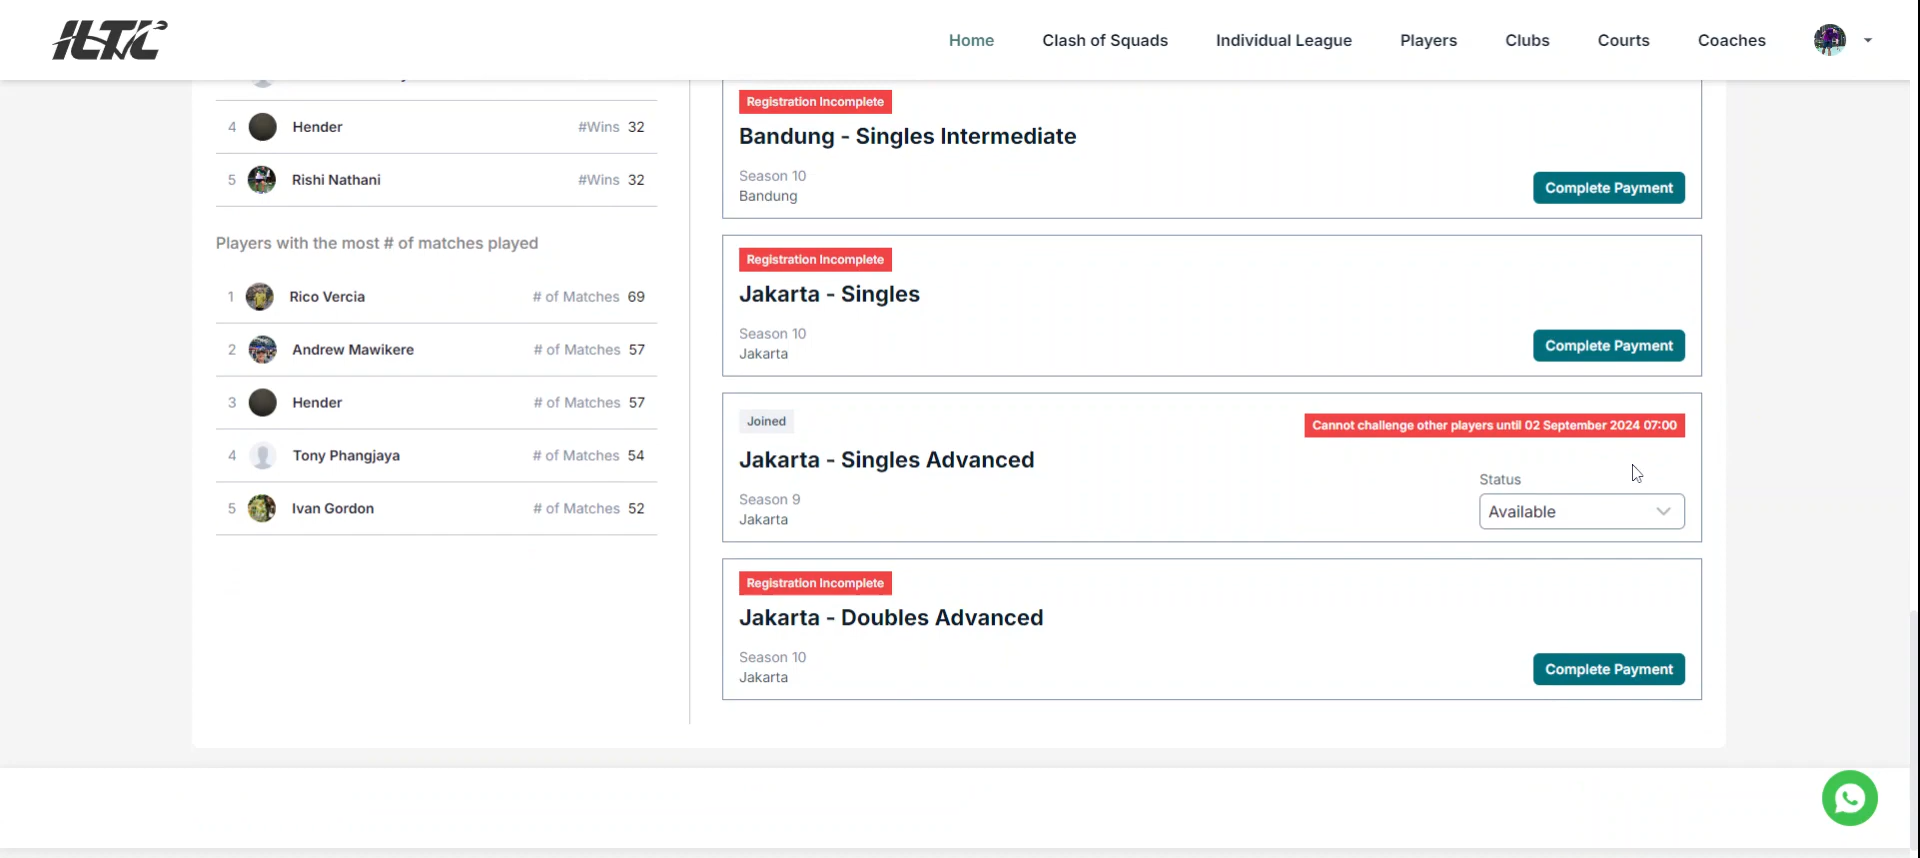 ILTC
Home
Clash of Squads
Individual League
Players
Clubs
Courts
Coaches
4 Hender #Wins 32
5 Rishi Nathani #Wins 32
Players with the most # of matches played
1 Rico Vercia # of Matches 69
2 Andrew Mawikere # of Matches 57
3 Hender # of Matches 57
4 Tony Phangjaya # of Matches 54
5 Ivan Gordon # of Matches 52
Registration Incomplete
Bandung - Singles Intermediate
Season 10
Bandung
Complete Payment
Registration Incomplete
Jakarta - Singles
Season 10
Jakarta
Complete Payment
Joined
Cannot challenge other players until 02 September 2024 07:00
Jakarta - Singles Advanced
Season 9
Jakarta
Status
Available
Registration Incomplete
Jakarta - Doubles Advanced
Season 10
Jakarta
Complete Payment